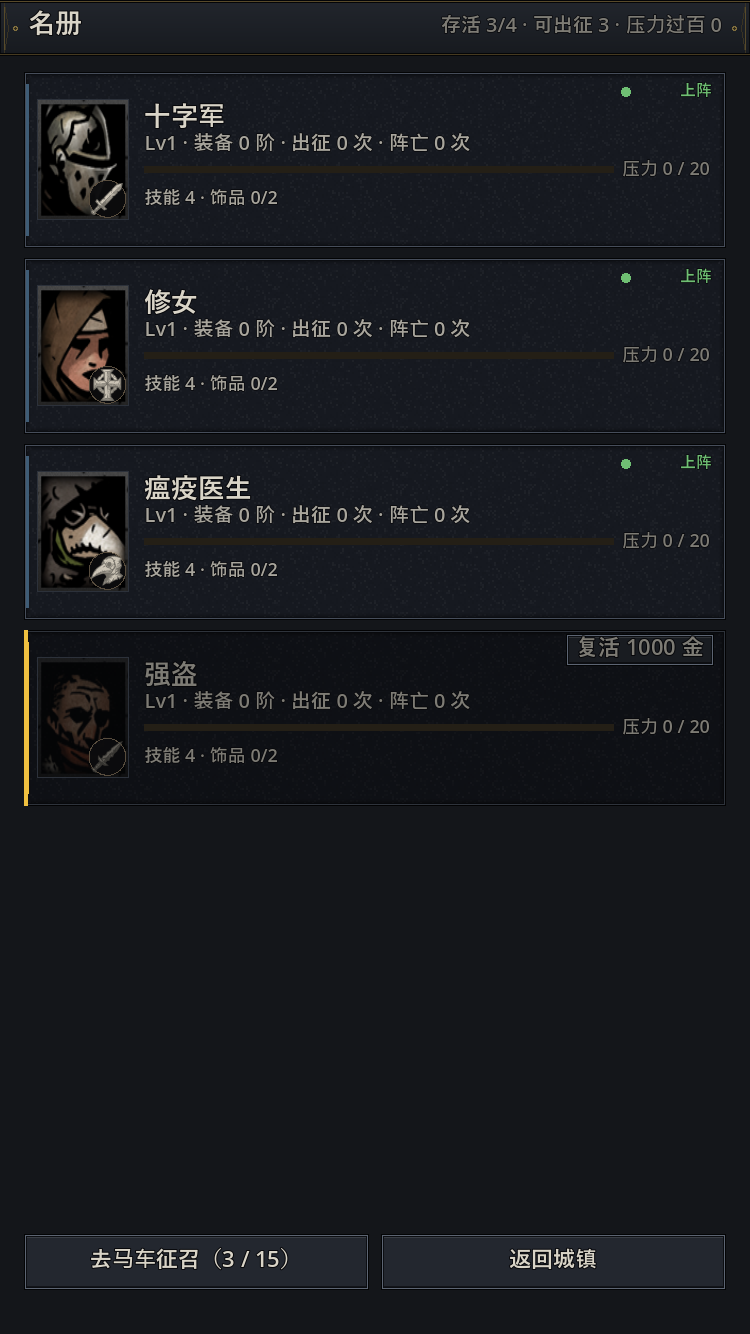 名册
存活 3/4 · 可出征 3 · 压力过百 0
上阵
十字军
Lv1 · 装备 0 阶 · 出征 0 次 · 阵亡 0 次
压力 0 / 20
技能 4 · 饰品 0/2
上阵
修女
Lv1 · 装备 0 阶 · 出征 0 次 · 阵亡 0 次
压力 0 / 20
技能 4 · 饰品 0/2
上阵
瘟疫医生
Lv1 · 装备 0 阶 · 出征 0 次 · 阵亡 0 次
压力 0 / 20
技能 4 · 饰品 0/2
复活 1000 金
强盗
Lv1 · 装备 0 阶 · 出征 0 次 · 阵亡 0 次
压力 0 / 20
技能 4 · 饰品 0/2
去马车征召（3 / 15）
返回城镇